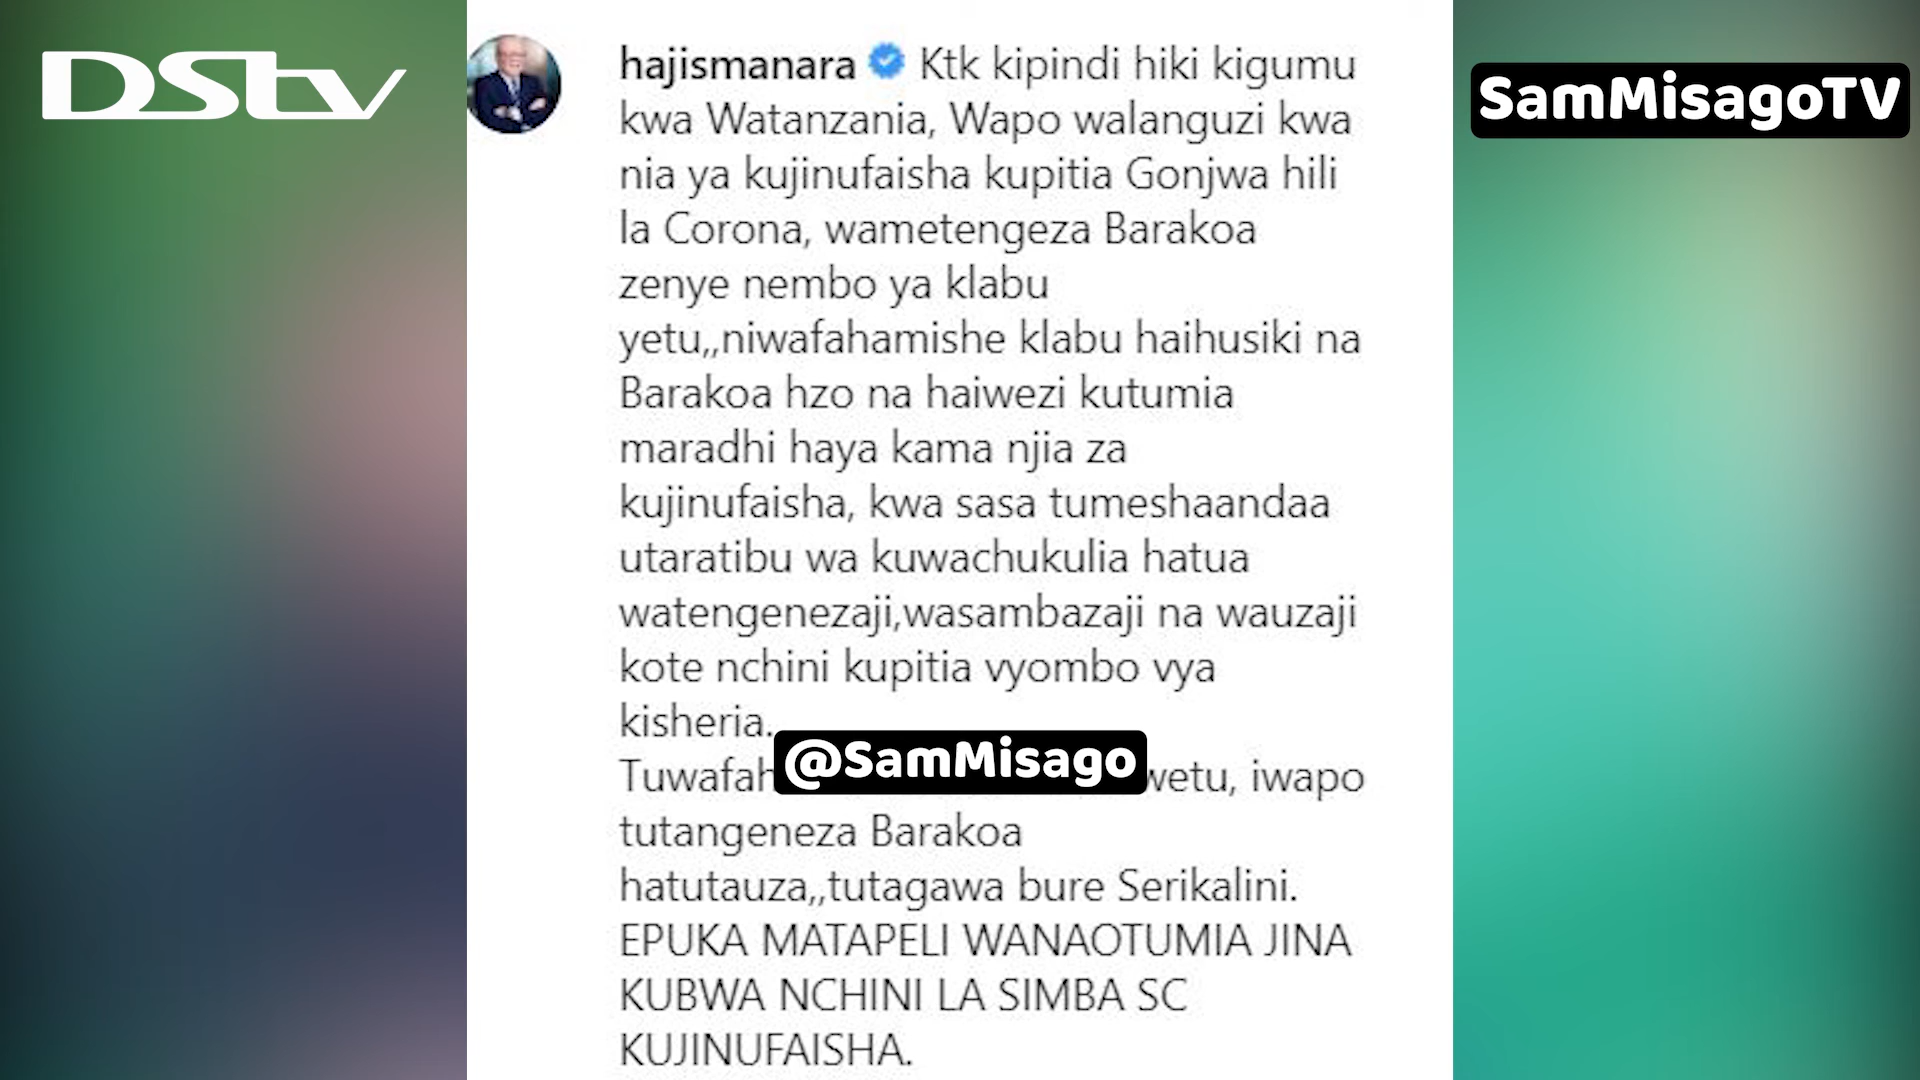 DStv
SamMisagoTV
hajismanara Ktk kipindi hiki kigumu
kwa Watanzania, Wapo walanguzi kwa
nia ya kujinufaisha kupitia Gonjwa hili
la Corona, wametengeza Barakoa
zenye nembo ya klabu
yetu,,niwafahamishe klabu haihusiki na
Barakoa hzo na haiwezi kutumia
maradhi haya kama njia za
kujinufaisha, kwa sasa tumeshaandaa
utaratibu wa kuwachukulia hatua
watengenezaji,wasambazaji na wauzaji
kote nchini kupitia vyombo vya
kisheria.
@SamMisago
wetu, iwapo
tutangeneza Barakoa
hatutauza,,tutagawa bure Serikalini.
EPUKA MATAPELI WANAOTUMIA JINA
KUBWA NCHINI LA SIMBA SC
KUJINUFAISHA.